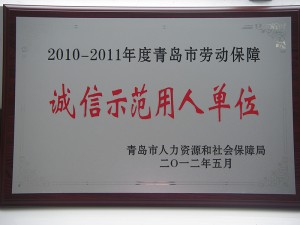 2010-2011年度青岛市劳动保障
诚信示范用人单位
青岛市人力资源和社会保障局
二〇一二年五月